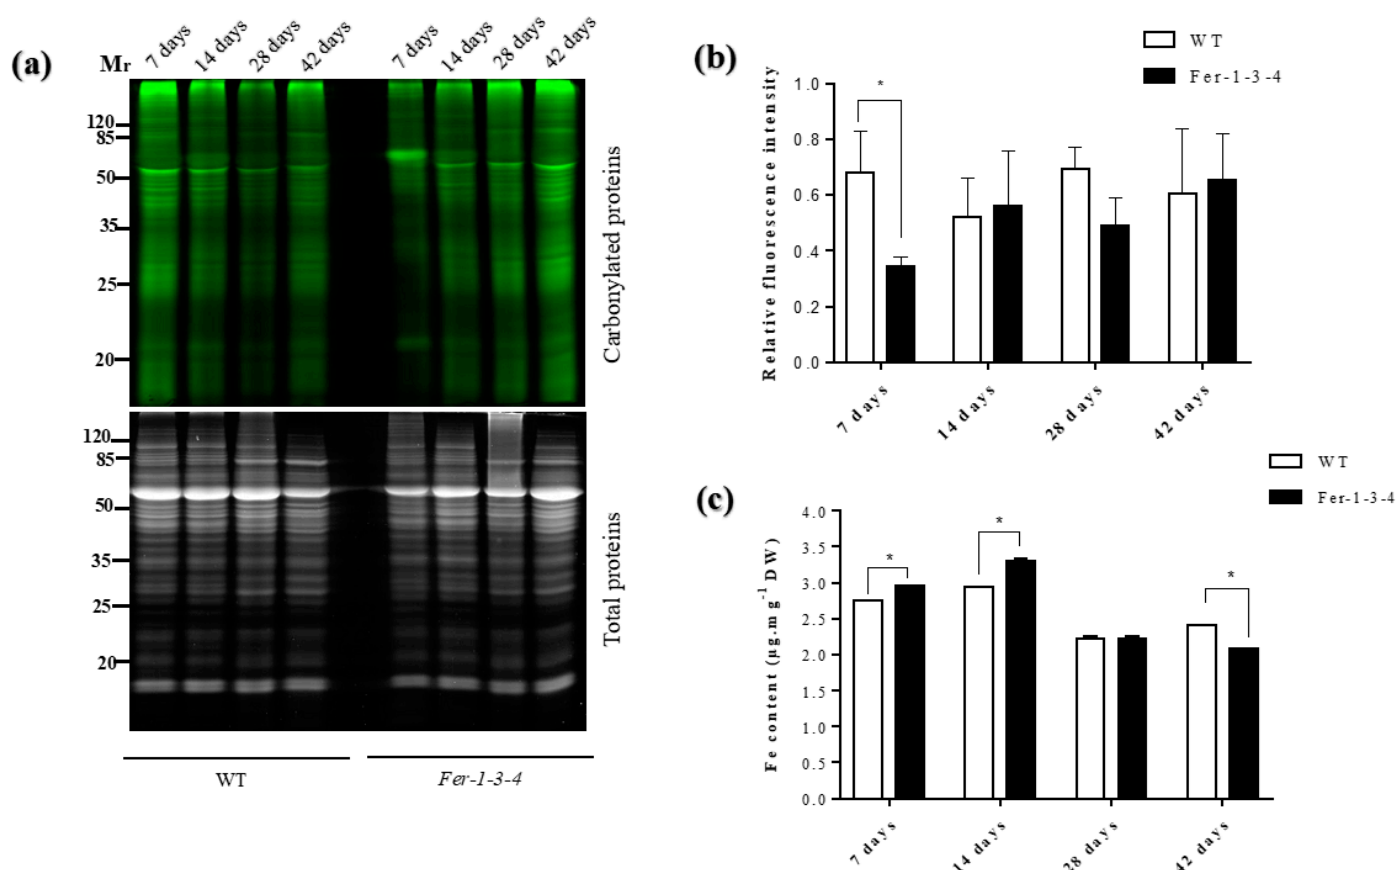 (a)
Mr
7 days
14 days
28 days
42 days
7 days
14 days
28 days
42 days
120
85
50
35
25
20
Carbonylated proteins
120
85
50
35
25
20
Total proteins
WT
Fer-1-3-4
(b)
WT
Fer-1-3-4
Relative fluorescence intensity
1.0
0.8
0.6
0.4
0.2
0.0
*
7 days
14 days
28 days
42 days
(c)
WT
Fer-1-3-4
Fe content (µg.mg⁻¹ DW)
4.0
3.5
3.0
2.5
2.0
1.5
1.0
0.5
0.0
*
*
*
7 days
14 days
28 days
42 days